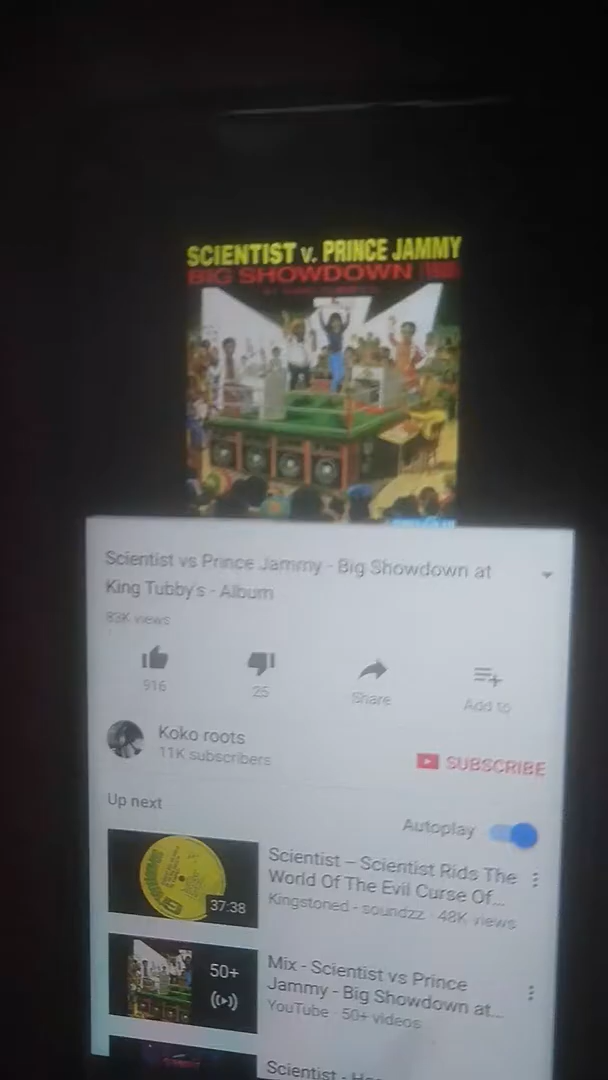 SCIENTIST v. PRINCE JAMMY
BIG SHOWDOWN
Scientist vs Prince Jammy - Big Showdown at
King Tubby's - Album
83K views
916
25
Share
Add to
Koko roots
11K subscribers
SUBSCRIBE
Up next
Autoplay
Scientist – Scientist Rids The
World Of The Evil Curse Of...
Kingstoned - soundzz · 48K views
37:38
50+
Mix - Scientist vs Prince
Jammy - Big Showdown at...
YouTube · 50+ videos
Scientist -